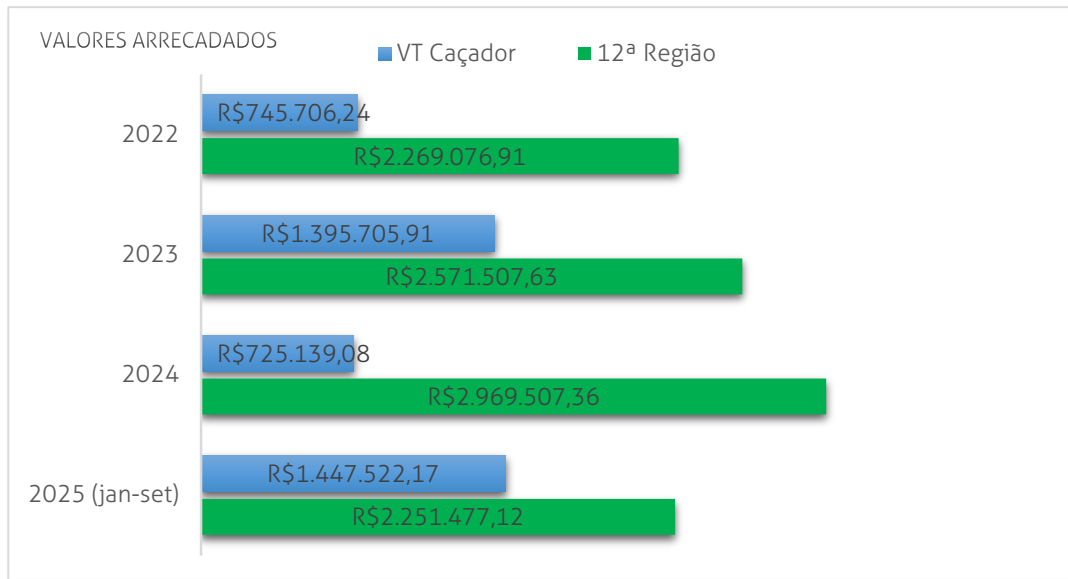 VALORES ARRECADADOS
VT Caçador 12ª Região
2022
R$745.706,24
R$2.269.076,91
2023
R$1.395.705,91
R$2.571.507,63
2024
R$725.139,08
R$2.969.507,36
2025 (jan-set)
R$1.447.522,17
R$2.251.477,12